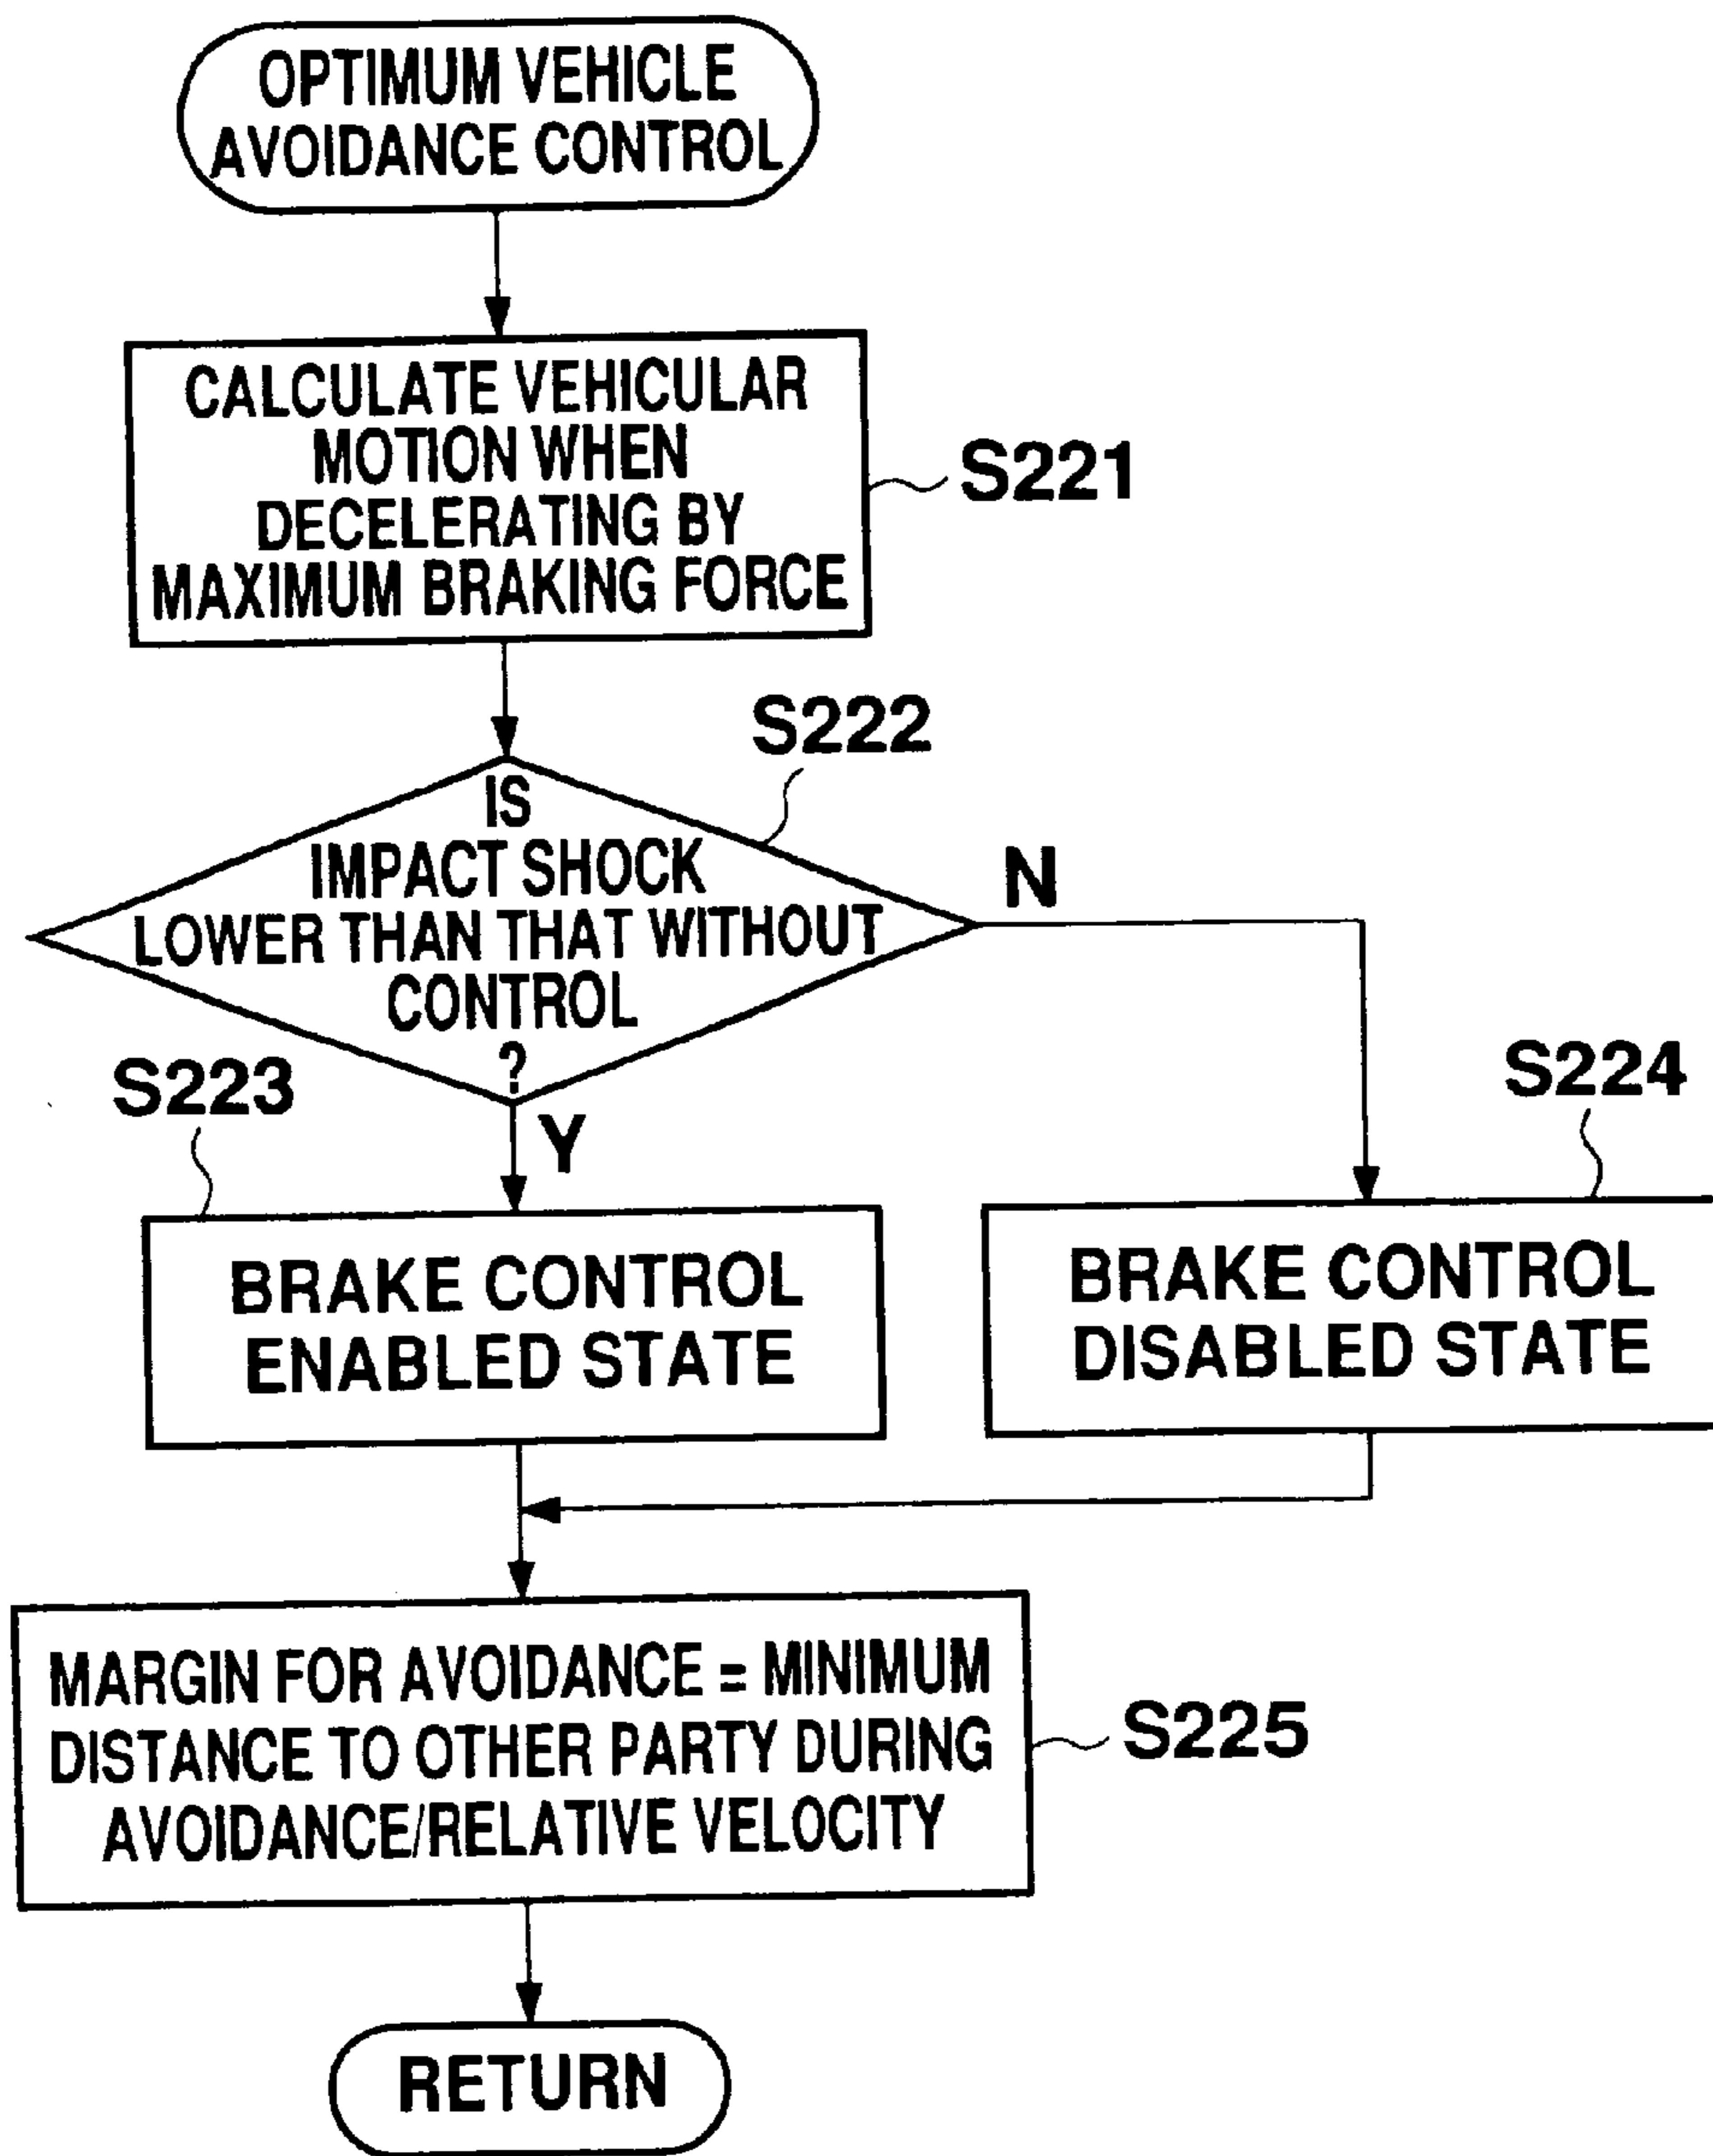 OPTIMUM VEHICLE
AVOIDANCE CONTROL
CALCULATE VEHICULAR
MOTION WHEN
DECELERATING BY
MAXIMUM BRAKING FORCE
S221
S222
IS
IMPACT SHOCK
LOWER THAN THAT WITHOUT
CONTROL
?
N
Y
S223
S224
BRAKE CONTROL
ENABLED STATE
BRAKE CONTROL
DISABLED STATE
MARGIN FOR AVOIDANCE = MINIMUM
DISTANCE TO OTHER PARTY DURING
AVOIDANCE/RELATIVE VELOCITY
S225
RETURN